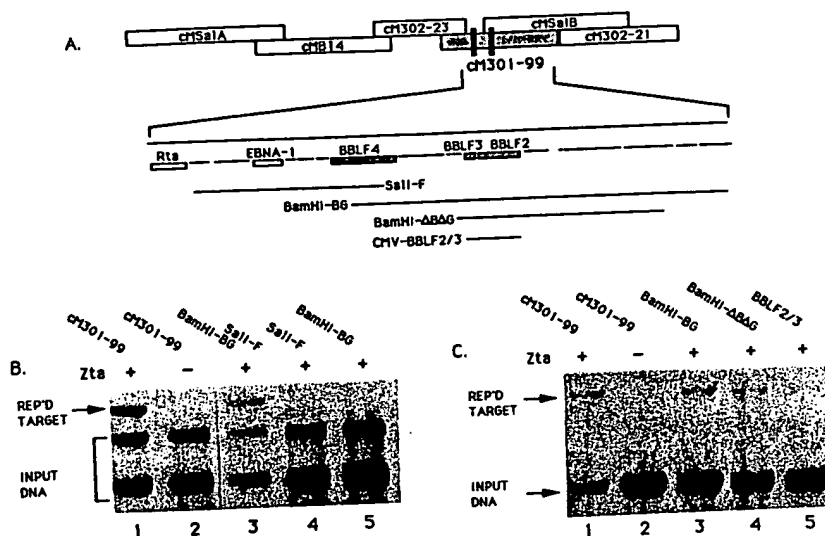 A.
cMSalA
cMB14
cM302-23
cMSalB
cM302-21
cM301-99
Rta
EBNA-1
BBLF4
BBLF3 BBLF2
SalI-F
BamHI-BG
BamHI-ΔBΔG
CMV-BBLF2/3
B.
cM301-99
cM301-99
BamHI-BG
SalI-F
SalI-F
BamHI-BG
Zta + - + + +
REP'D
TARGET
INPUT
DNA
1 2 3 4 5
C.
cM301-99
cM301-99
BamHI-BG
BamHI-ΔBΔG
BBLF2/3
Zta + - + + +
REP'D
TARGET
INPUT
DNA
1 2 3 4 5